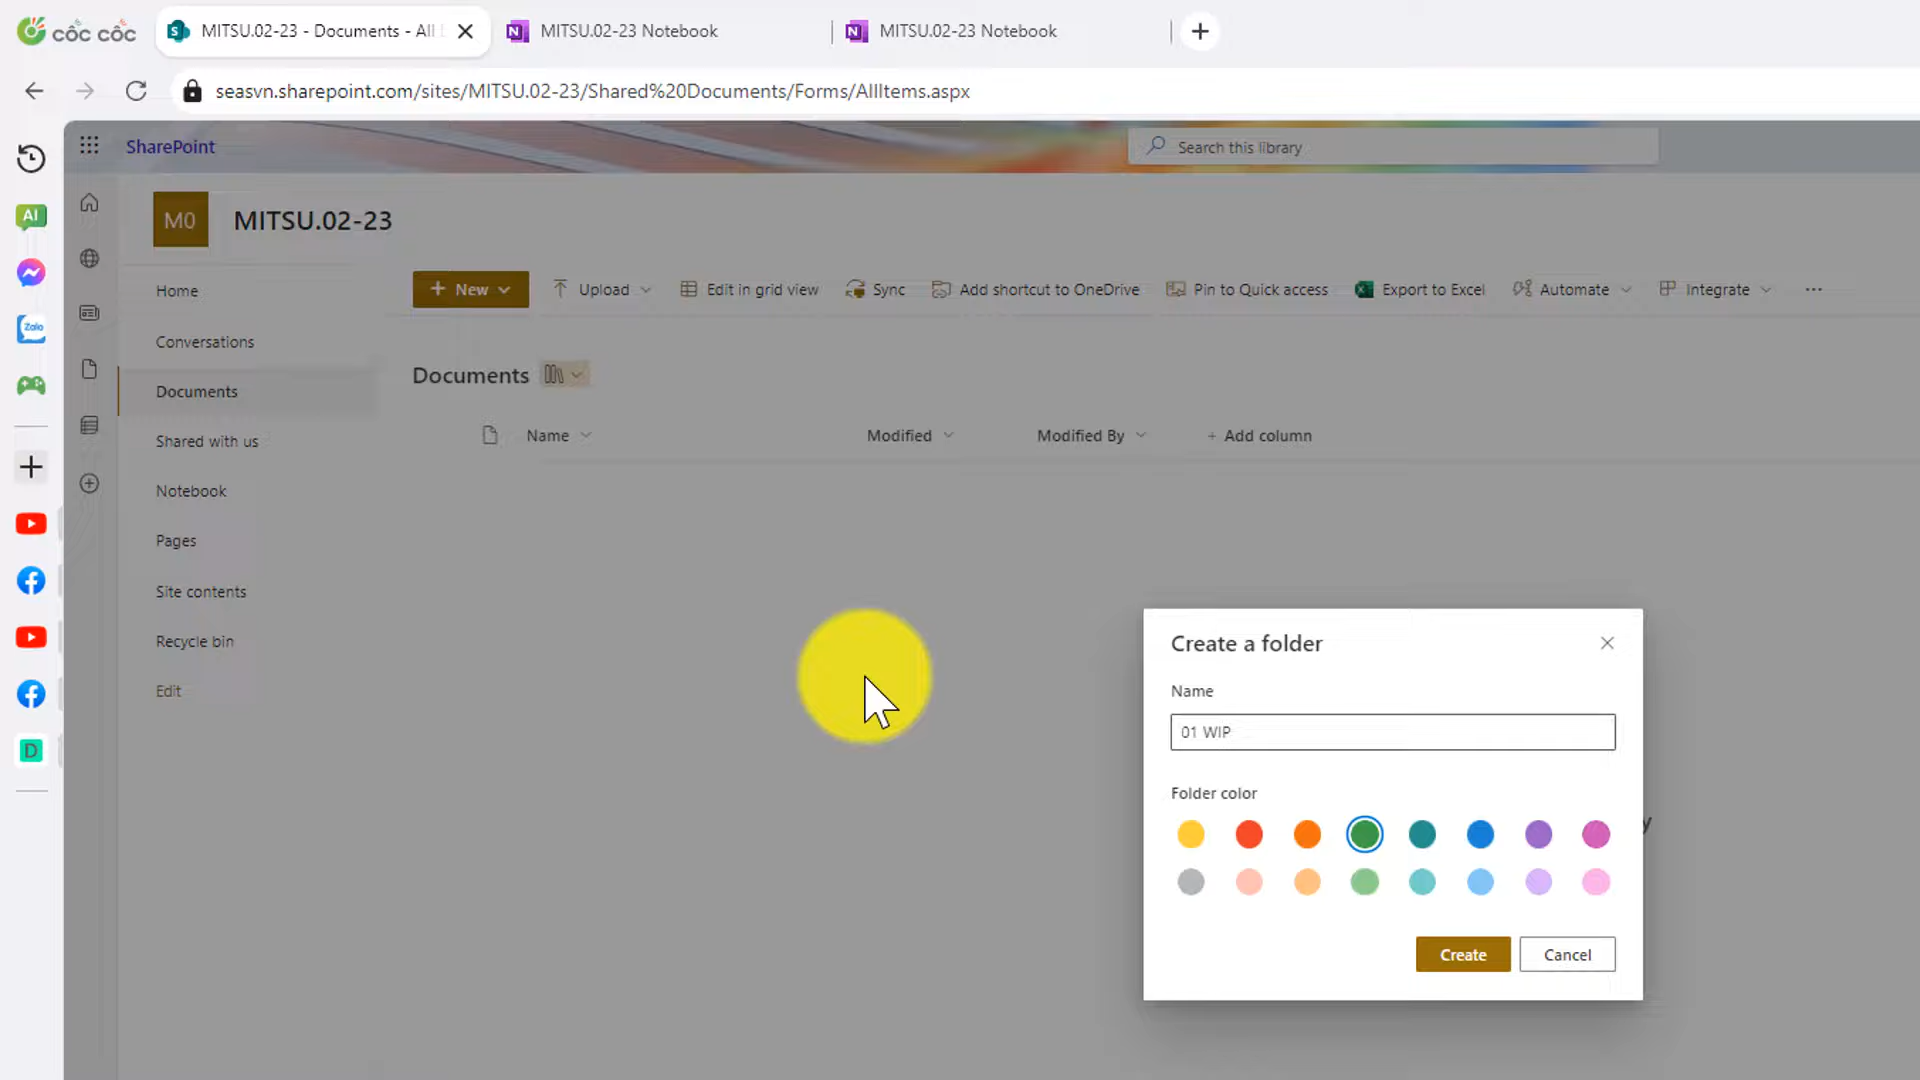 cốc cốc
MITSU.02-23 - Documents - All
MITSU.02-23 Notebook
MITSU.02-23 Notebook
seasvn.sharepoint.com/sites/MITSU.02-23/Shared%20Documents/Forms/AllItems.aspx
SharePoint
Search this library
AI
M0
MITSU.02-23
Zalo
Home
Conversations
Documents
Shared with us
Notebook
Pages
Site contents
Recycle bin
Edit
D
+ New
Upload
Edit in grid view
Sync
Add shortcut to OneDrive
Pin to Quick access
Export to Excel
Automate
Integrate
...
Documents
Name
Modified
Modified By
+ Add column
Create a folder
Name
01 WIP
Folder color
y
Create
Cancel